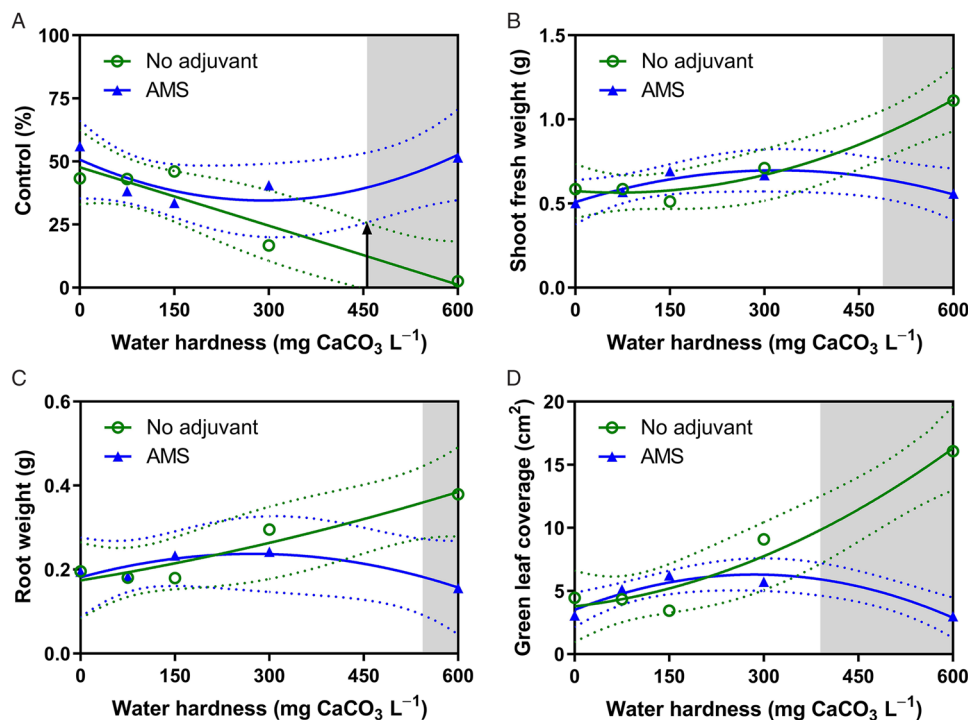 A
Control (%)
100
75
50
25
0
No adjuvant
AMS
0 150 300 450 600
Water hardness (mg CaCO₃ L⁻¹)
B
Shoot fresh weight (g)
1.5
1.0
0.5
0.0
No adjuvant
AMS
0 150 300 450 600
Water hardness (mg CaCO₃ L⁻¹)
C
Root weight (g)
0.6
0.4
0.2
0.0
No adjuvant
AMS
0 150 300 450 600
Water hardness (mg CaCO₃ L⁻¹)
D
Green leaf coverage (cm²)
20
15
10
5
0
No adjuvant
AMS
0 150 300 450 600
Water hardness (mg CaCO₃ L⁻¹)